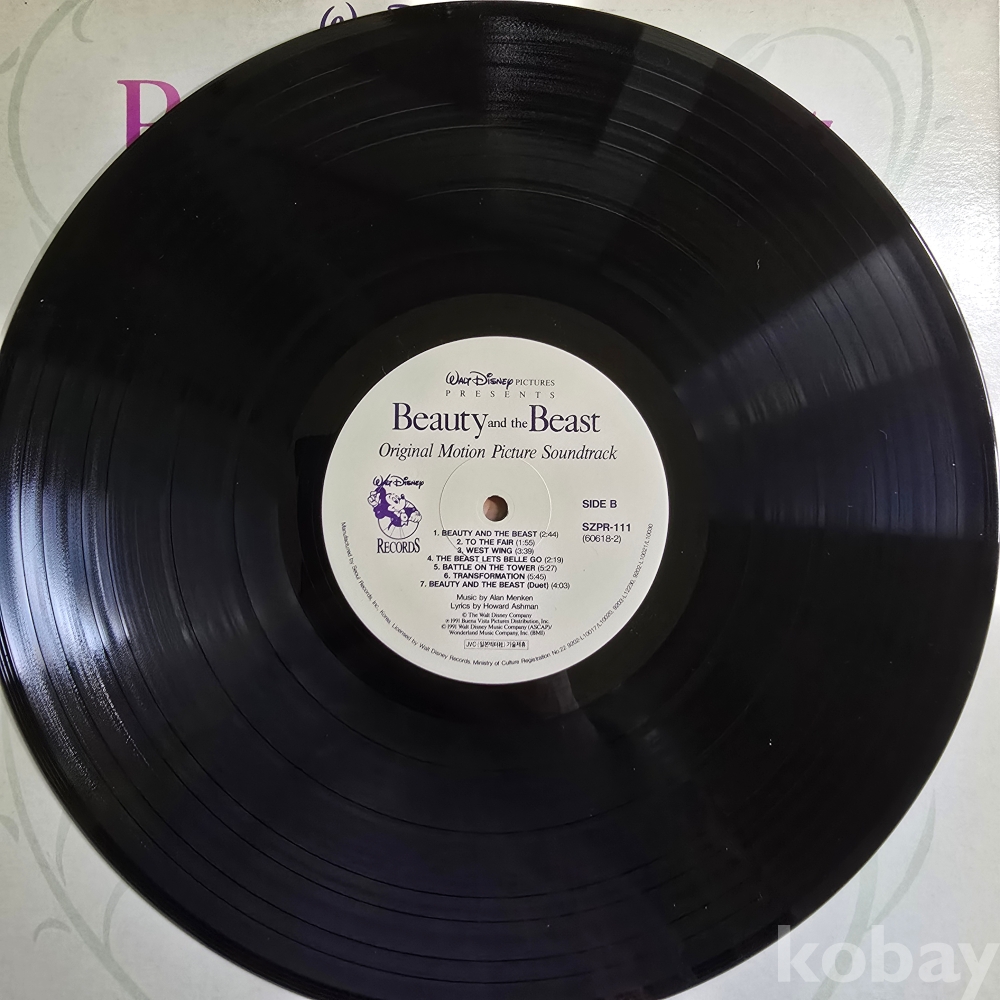 WALT DISNEY PICTURES
PRESENTS
Beauty and the Beast
Original Motion Picture Soundtrack
WALT DISNEY
RECORDS
SIDE B
SZPR-111
(60618-2)
1. BEAUTY AND THE BEAST (2:44)
2. TO THE FAIR (1:55)
3. WEST WING (3:39)
4. THE BEAST LETS BELLE GO (2:19)
5. BATTLE ON THE TOWER (5:27)
6. TRANSFORMATION (5:45)
7. BEAUTY AND THE BEAST (Duet) (4:03)
Music by Alan Menken
Lyrics by Howard Ashman
© The Walt Disney Company
℗ 1991 Buena Vista Pictures Distribution, Inc.
© 1991 Walt Disney Music Company (ASCAP)/
Wonderland Music Company, Inc. (BMI)
JVC 기술제휴
Manufactured by Seoul Records, Inc. Korea, Licensed by Walt Disney Records. Ministry of Culture Registration No.22
kobay